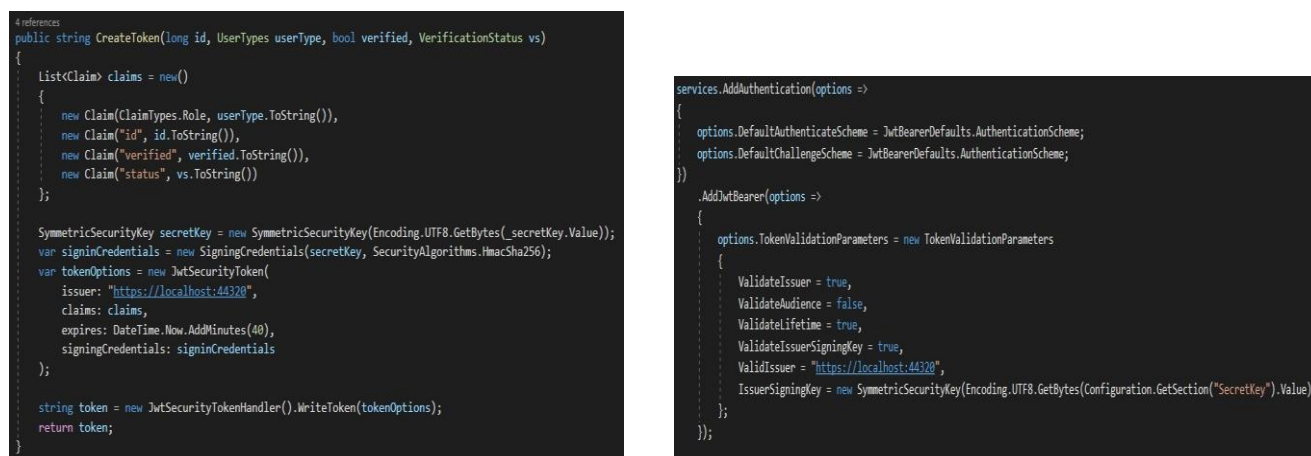 4 references
public string CreateToken(long id, UserTypes userType, bool verified, VerificationStatus vs)
{
List<Claim> claims = new()
{
new Claim(ClaimTypes.Role, userType.ToString()),
new Claim("id", id.ToString()),
new Claim("verified", verified.ToString()),
new Claim("status", vs.ToString())
};
SymmetricSecurityKey secretKey = new SymmetricSecurityKey(Encoding.UTF8.GetBytes(_secretKey.Value));
var signinCredentials = new SigningCredentials(secretKey, SecurityAlgorithms.HmacSha256);
var tokenOptions = new JwtSecurityToken(
issuer: "https://localhost:44320",
claims: claims,
expires: DateTime.Now.AddMinutes(40),
signingCredentials: signinCredentials
);
string token = new JwtSecurityTokenHandler().WriteToken(tokenOptions);
return token;
}
services.AddAuthentication(options =>
{
options.DefaultAuthenticateScheme = JwtBearerDefaults.AuthenticationScheme;
options.DefaultChallengeScheme = JwtBearerDefaults.AuthenticationScheme;
})
.AddJwtBearer(options =>
{
options.TokenValidationParameters = new TokenValidationParameters
{
ValidateIssuer = true,
ValidateAudience = false,
ValidateLifetime = true,
ValidateIssuerSigningKey = true,
ValidIssuer = "https://localhost:44320",
IssuerSigningKey = new SymmetricSecurityKey(Encoding.UTF8.GetBytes(Configuration.GetSection("SecretKey").Value)
};
});